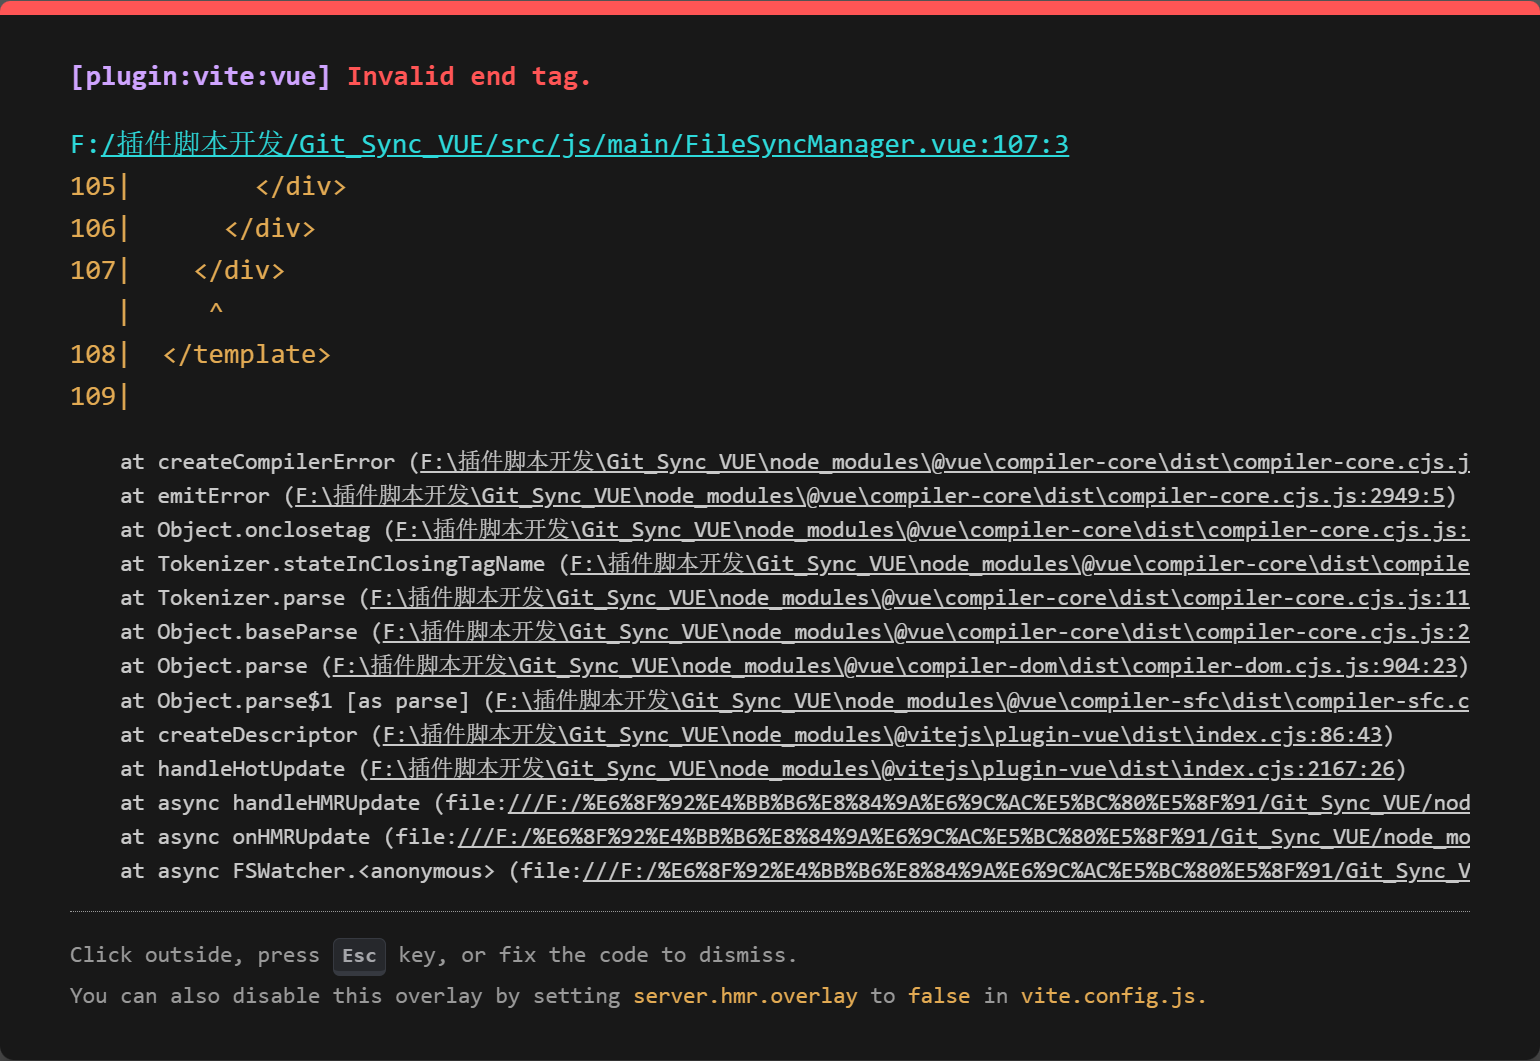 [plugin:vite:vue] Invalid end tag.
F:/插件脚本开发/Git_Sync_VUE/src/js/main/FileSyncManager.vue:107:3
105|        </div>
106|      </div>
107|    </div>
   |     ^
108|  </template>
109|
at createCompilerError (F:\插件脚本开发\Git_Sync_VUE\node_modules\@vue\compiler-core\dist\compiler-core.cjs.j
at emitError (F:\插件脚本开发\Git_Sync_VUE\node_modules\@vue\compiler-core\dist\compiler-core.cjs.js:2949:5)
at Object.onclosetag (F:\插件脚本开发\Git_Sync_VUE\node_modules\@vue\compiler-core\dist\compiler-core.cjs.js:
at Tokenizer.stateInClosingTagName (F:\插件脚本开发\Git_Sync_VUE\node_modules\@vue\compiler-core\dist\compile
at Tokenizer.parse (F:\插件脚本开发\Git_Sync_VUE\node_modules\@vue\compiler-core\dist\compiler-core.cjs.js:11
at Object.baseParse (F:\插件脚本开发\Git_Sync_VUE\node_modules\@vue\compiler-core\dist\compiler-core.cjs.js:2
at Object.parse (F:\插件脚本开发\Git_Sync_VUE\node_modules\@vue\compiler-dom\dist\compiler-dom.cjs.js:904:23)
at Object.parse$1 [as parse] (F:\插件脚本开发\Git_Sync_VUE\node_modules\@vue\compiler-sfc\dist\compiler-sfc.c
at createDescriptor (F:\插件脚本开发\Git_Sync_VUE\node_modules\@vitejs\plugin-vue\dist\index.cjs:86:43)
at handleHotUpdate (F:\插件脚本开发\Git_Sync_VUE\node_modules\@vitejs\plugin-vue\dist\index.cjs:2167:26)
at async handleHMRUpdate (file:///F:/%E6%8F%92%E4%BB%B6%E8%84%9A%E6%9C%AC%E5%BC%80%E5%8F%91/Git_Sync_VUE/nod
at async onHMRUpdate (file:///F:/%E6%8F%92%E4%BB%B6%E8%84%9A%E6%9C%AC%E5%BC%80%E5%8F%91/Git_Sync_VUE/node_mo
at async FSWatcher.<anonymous> (file:///F:/%E6%8F%92%E4%BB%B6%E8%84%9A%E6%9C%AC%E5%BC%80%E5%8F%91/Git_Sync_V
Click outside, press Esc key, or fix the code to dismiss.
You can also disable this overlay by setting server.hmr.overlay to false in vite.config.js.